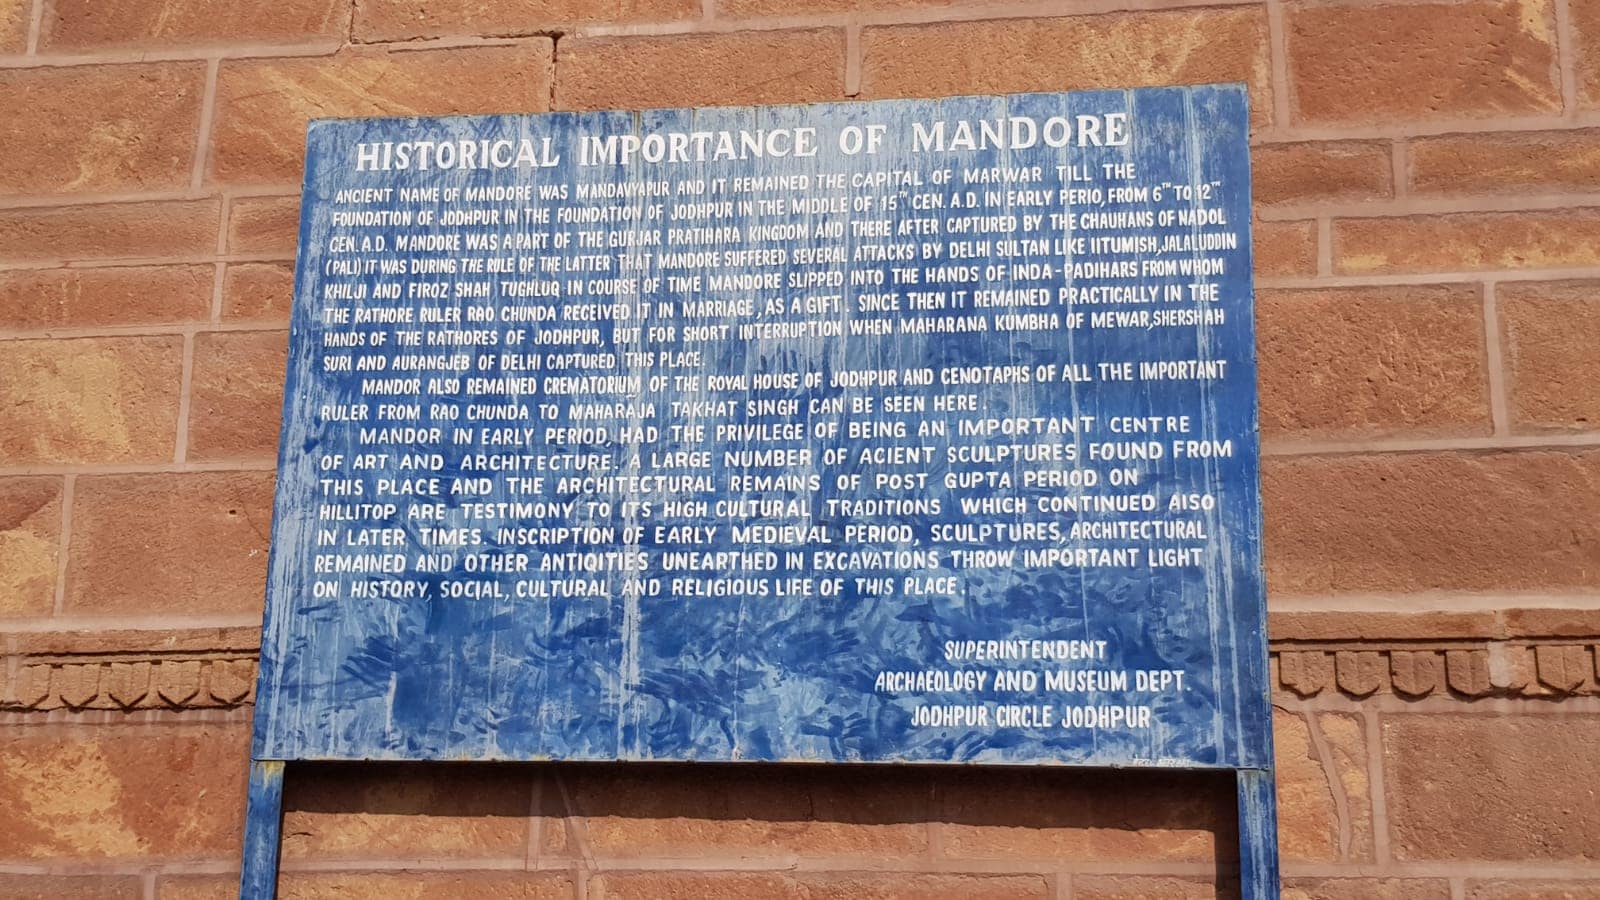 HISTORICAL IMPORTANCE OF MANDORE
ANCIENT NAME OF MANDORE WAS MANDAVYAPUR AND IT REMAINED THE CAPITAL OF MARWAR TILL THE
FOUNDATION OF JODHPUR IN THE FOUNDATION OF JODHPUR IN THE MIDDLE OF 15TH CEN. A.D. IN EARLY PERIO, FROM 6TH TO 12TH
CEN. A.D. MANDORE WAS A PART OF THE GURJAR PRATIHARA KINGDOM AND THERE AFTER CAPTURED BY THE CHAUHANS OF NADOL
(PALI) IT WAS DURING THE RULE OF THE LATTER THAT MANDORE SUFFERED SEVERAL ATTACKS BY DELHI SULTAN LIKE IITUMISH, JALALUDDIN
KHILJI AND FIROZ SHAH TUGHLUQ IN COURSE OF TIME MANDORE SLIPPED INTO THE HANDS OF INDA-PADIHARS FROM WHOM
THE RATHORE RULER RAO CHUNDA RECEIVED IT IN MARRIAGE, AS A GIFT. SINCE THEN IT REMAINED PRACTICALLY IN THE
HANDS OF THE RATHORES OF JODHPUR, BUT FOR SHORT INTERRUPTION WHEN MAHARANA KUMBHA OF MEWAR, SHERSHAH
SURI AND AURANGJEB OF DELHI CAPTURED THIS PLACE.
MANDOR ALSO REMAINED CREMATORIUM OF THE ROYAL HOUSE OF JODHPUR AND CENOTAPHS OF ALL THE IMPORTANT
RULER FROM RAO CHUNDA TO MAHARAJA TAKHAT SINGH CAN BE SEEN HERE.
MANDOR IN EARLY PERIOD, HAD THE PRIVILEGE OF BEING AN IMPORTANT CENTRE
OF ART AND ARCHITECTURE. A LARGE NUMBER OF ACIENT SCULPTURES FOUND FROM
THIS PLACE AND THE ARCHITECTURAL REMAINS OF POST GUPTA PERIOD ON
HILLITOP ARE TESTIMONY TO ITS HIGH CULTURAL TRADITIONS WHICH CONTINUED AISO
IN LATER TIMES. INSCRIPTION OF EARLY MEDIEVAL PERIOD, SCULPTURES, ARCHITECTURAL
REMAINED AND OTHER ANTIQITIES UNEARTHED IN EXCAVATIONS THROW IMPORTANT LIGHT
ON HISTORY, SOCIAL, CULTURAL AND RELIGIOUS LIFE OF THIS PLACE.
SUPERINTENDENT
ARCHAEOLOGY AND MUSEUM DEPT.
JODHPUR CIRCLE JODHPUR